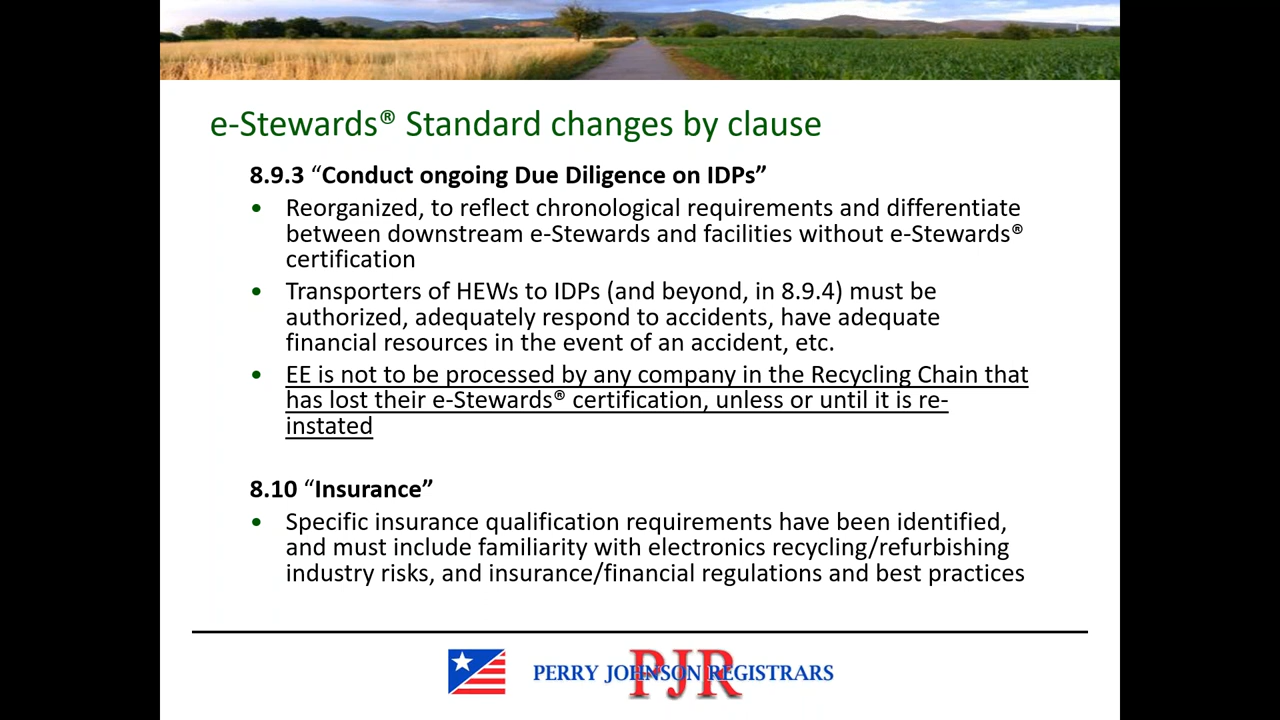 e-Stewards® Standard changes by clause
8.9.3 “Conduct ongoing Due Diligence on IDPs”
• Reorganized, to reflect chronological requirements and differentiate
between downstream e-Stewards and facilities without e-Stewards®
certification
• Transporters of HEWs to IDPs (and beyond, in 8.9.4) must be
authorized, adequately respond to accidents, have adequate
financial resources in the event of an accident, etc.
• EE is not to be processed by any company in the Recycling Chain that
has lost their e-Stewards® certification, unless or until it is re-
instated
8.10 “Insurance”
• Specific insurance qualification requirements have been identified,
and must include familiarity with electronics recycling/refurbishing
industry risks, and insurance/financial regulations and best practices
PJR
PERRY JOHNSON REGISTRARS